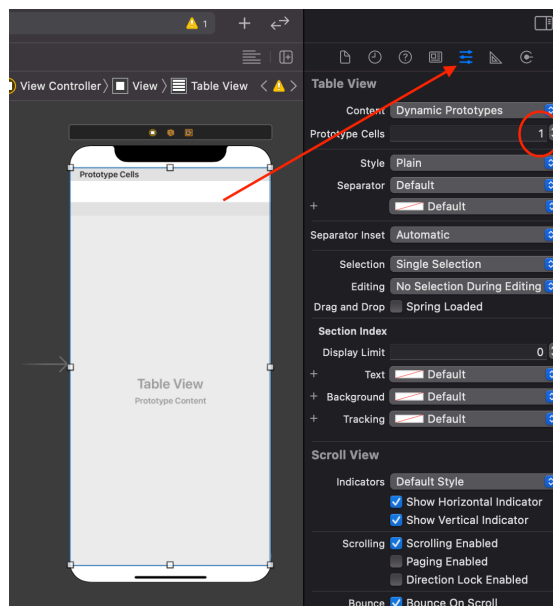 1
View Controller 〉 View 〉 Table View
Table View
Content Dynamic Prototypes
Prototype Cells 1
Style Plain
Separator Default
+ Default
Separator Inset Automatic
Selection Single Selection
Editing No Selection During Editing
Drag and Drop Spring Loaded
Section Index
Display Limit 0
+ Text Default
+ Background Default
+ Tracking Default
Scroll View
Indicators Default Style
Show Horizontal Indicator
Show Vertical Indicator
Scrolling Scrolling Enabled
Paging Enabled
Direction Lock Enabled
Bounce Bounce On Scroll
Prototype Cells
Table View
Prototype Content